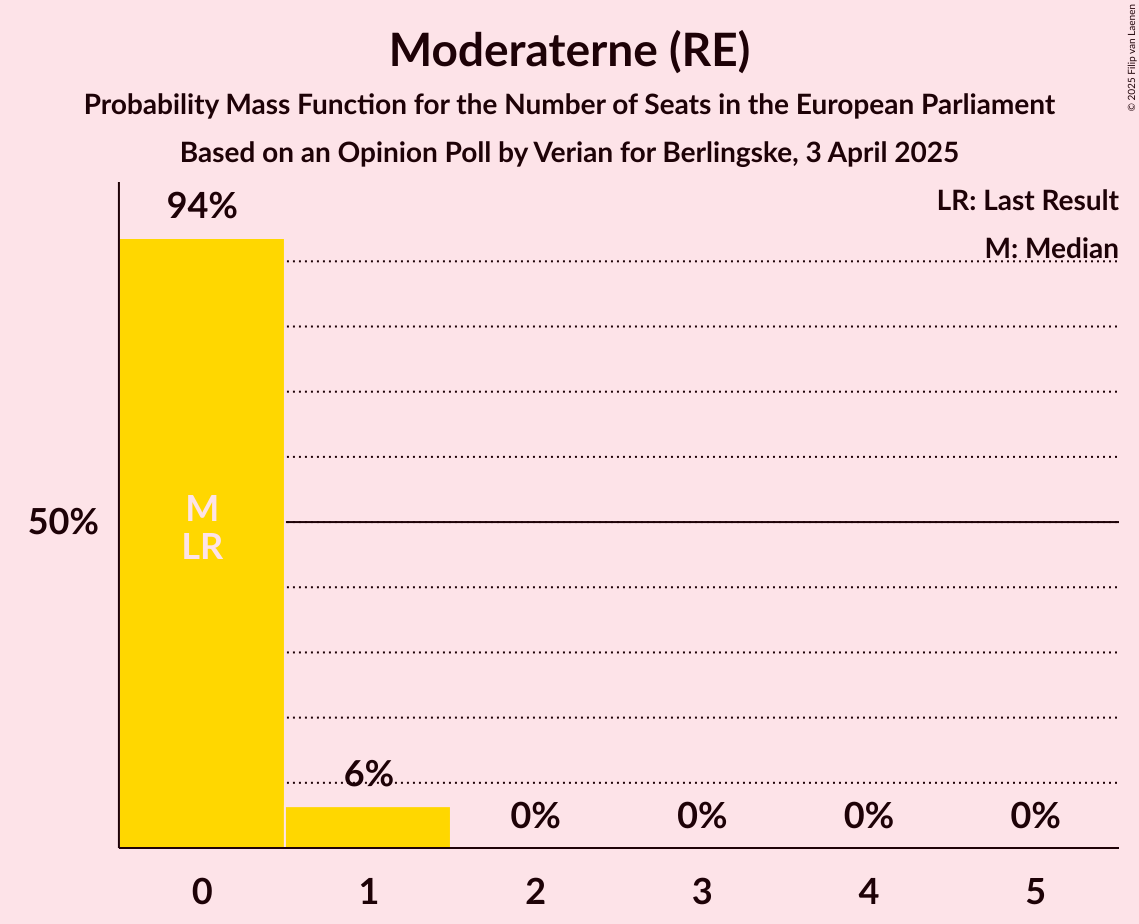 Moderaterne (RE)
Probability Mass Function for the Number of Seats in the European Parliament
Based on an Opinion Poll by Verian for Berlingske, 3 April 2025
© 2025 Filip van Laenen
LR: Last Result
M: Median
94%
50%
M
LR
6%
0%
0%
0%
0%
0
1
2
3
4
5